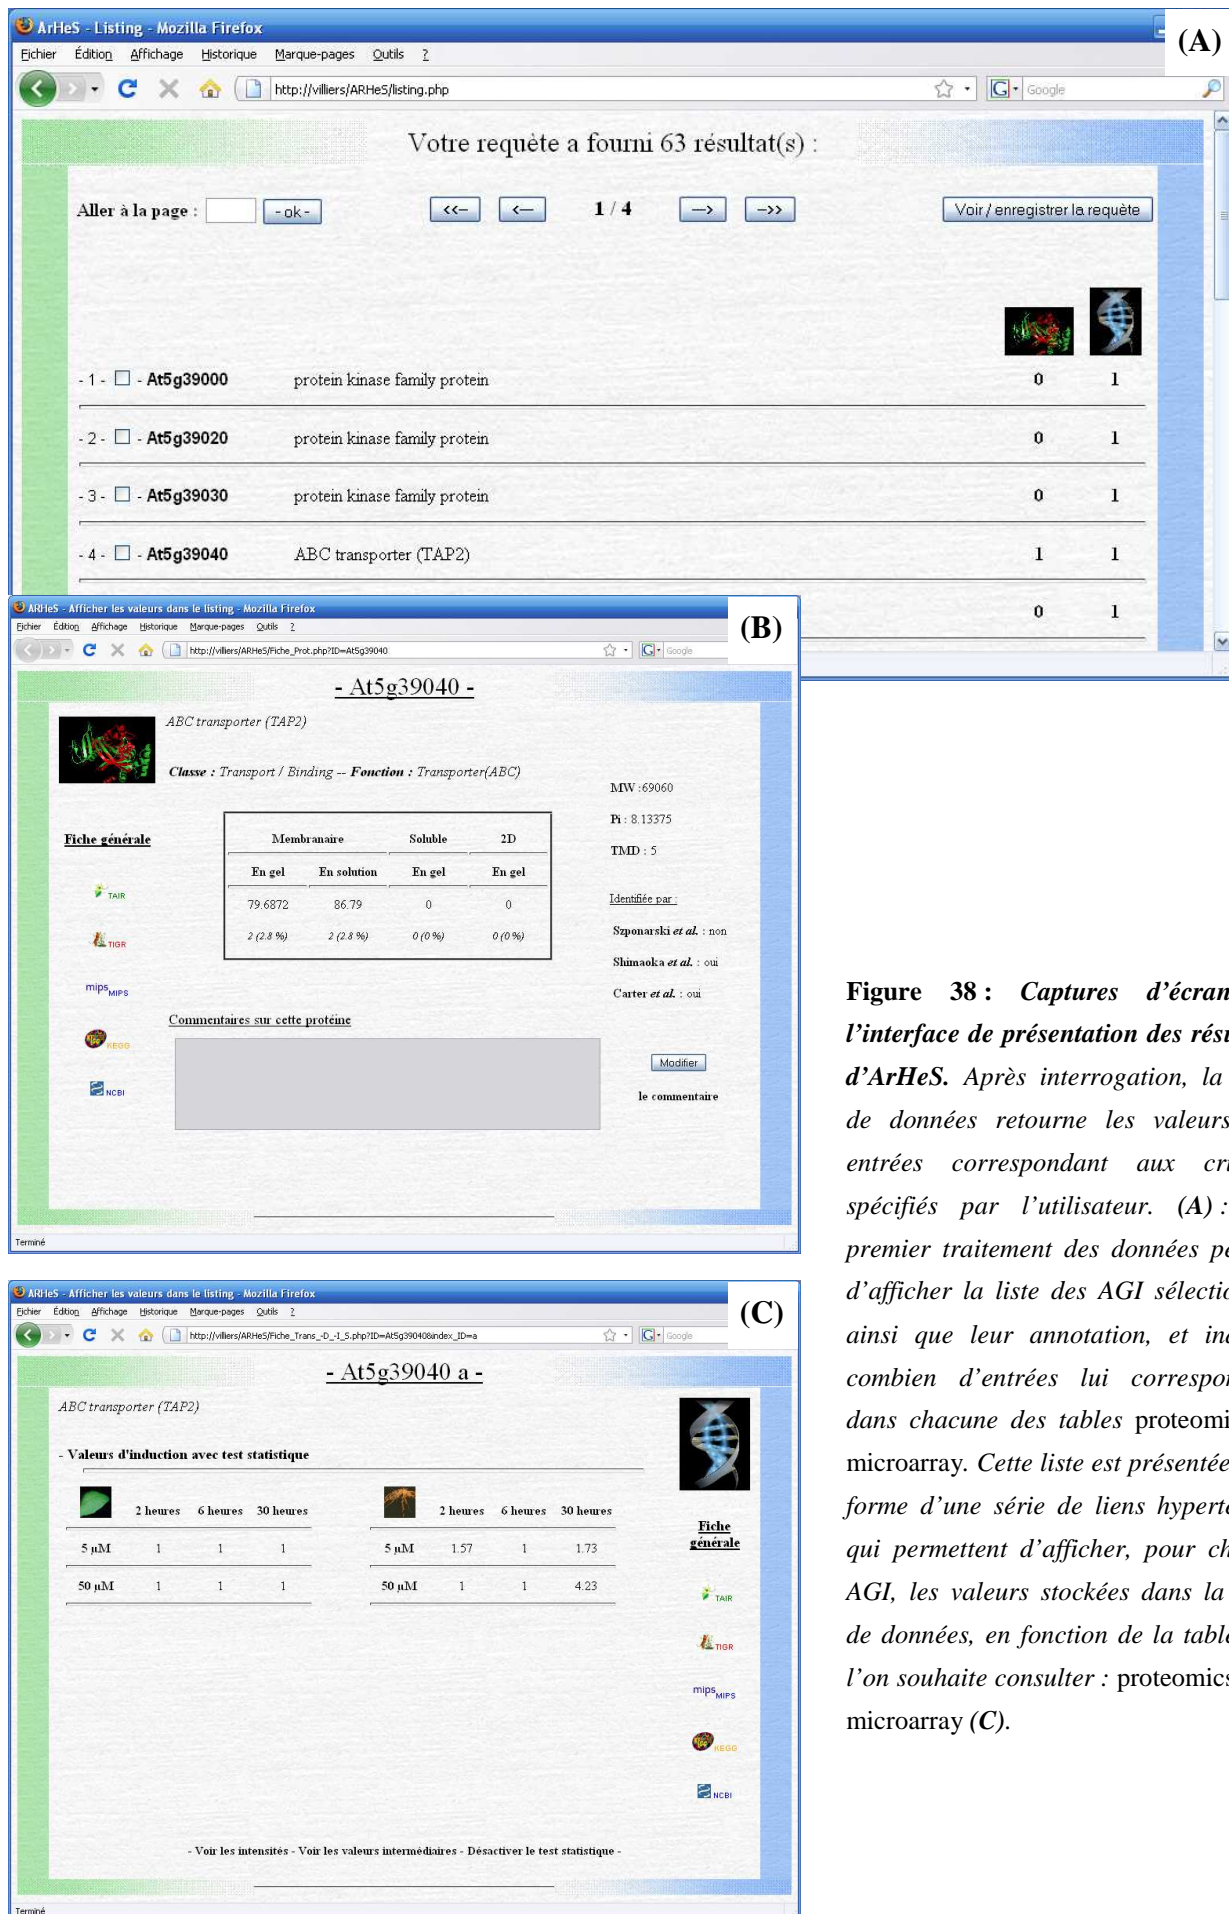 ArHeS - Listing - Mozilla Firefox
(A)
Fichier Édition Affichage Historique Marque-pages Outils ?
http://villiers/ARHeS/listing.php
Google
Votre requête a fourni 63 résultat(s) :
Aller à la page : - ok - <<-- <-- 1 / 4 --> -->> Voir / enregistrer la requête
- 1 - - At5g39000 protein kinase family protein 0 1
- 2 - - At5g39020 protein kinase family protein 0 1
- 3 - - At5g39030 protein kinase family protein 0 1
- 4 - - At5g39040 ABC transporter (TAP2) 1 1
0 1
ARHeS - Afficher les valeurs dans le listing - Mozilla Firefox
(B)
Fichier Édition Affichage Historique Marque-pages Outils ?
http://villiers/ARHeS/Fiche_Prot.php?ID=At5g39040
Google
- At5g39040 -
ABC transporter (TAP2)
Classe : Transport / Binding -- Fonction : Transporter(ABC)
MW :69060
Pi : 8.13375
TMD : 5
Fiche générale
Membranaire Soluble 2D
En gel En solution En gel En gel
79.6872 86.79 0 0
2 (2.8 %) 2 (2.8 %) 0 (0 %) 0 (0 %)
TAIR
TIGR
mips MIPS
KEGG
NCBI
Identifiée par :
Szponarski et al. : non
Shimaoka et al. : oui
Carter et al. : oui
Commentaires sur cette protéine
Modifier
le commentaire
Terminé
ARHeS - Afficher les valeurs dans le listing - Mozilla Firefox
(C)
Fichier Édition Affichage Historique Marque-pages Outils ?
http://villiers/ARHeS/Fiche_Trans_-D_-I_S.php?ID=At5g39040&index_ID=a
Google
- At5g39040 a -
ABC transporter (TAP2)
- Valeurs d'induction avec test statistique
2 heures 6 heures 30 heures 2 heures 6 heures 30 heures
5 µM 1 1 1 5 µM 1.57 1 1.73
50 µM 1 1 1 50 µM 1 1 4.23
Fiche
générale
TAIR
TIGR
mips MIPS
KEGG
NCBI
- Voir les intensités - Voir les valeurs intermédiaires - Désactiver le test statistique -
Terminé
Figure 38 : Captures d'écran
l'interface de présentation des résu
d'ArHeS. Après interrogation, la
de données retourne les valeurs
entrées correspondant aux cr
spécifiés par l'utilisateur. (A) :
premier traitement des données pe
d'afficher la liste des AGI sélectio
ainsi que leur annotation, et in
combien d'entrées lui correspo
dans chacune des tables proteomi
microarray. Cette liste est présentée
forme d'une série de liens hyperte
qui permettent d'afficher, pour ch
AGI, les valeurs stockées dans la
de données, en fonction de la table
l'on souhaite consulter : proteomics
microarray (C).